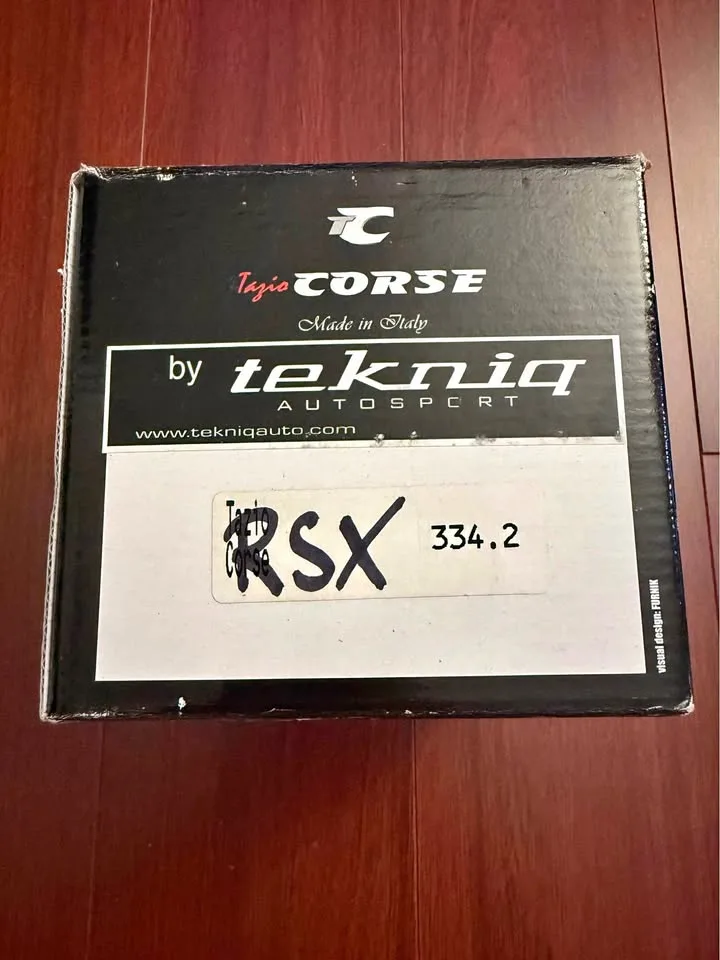 TC
Tazio CORSE
Made in Italy
by tekniq
AUTOSPORT
www.tekniqauto.com
Tazio
Corse
RSX 334.2
visual design: FURNIK